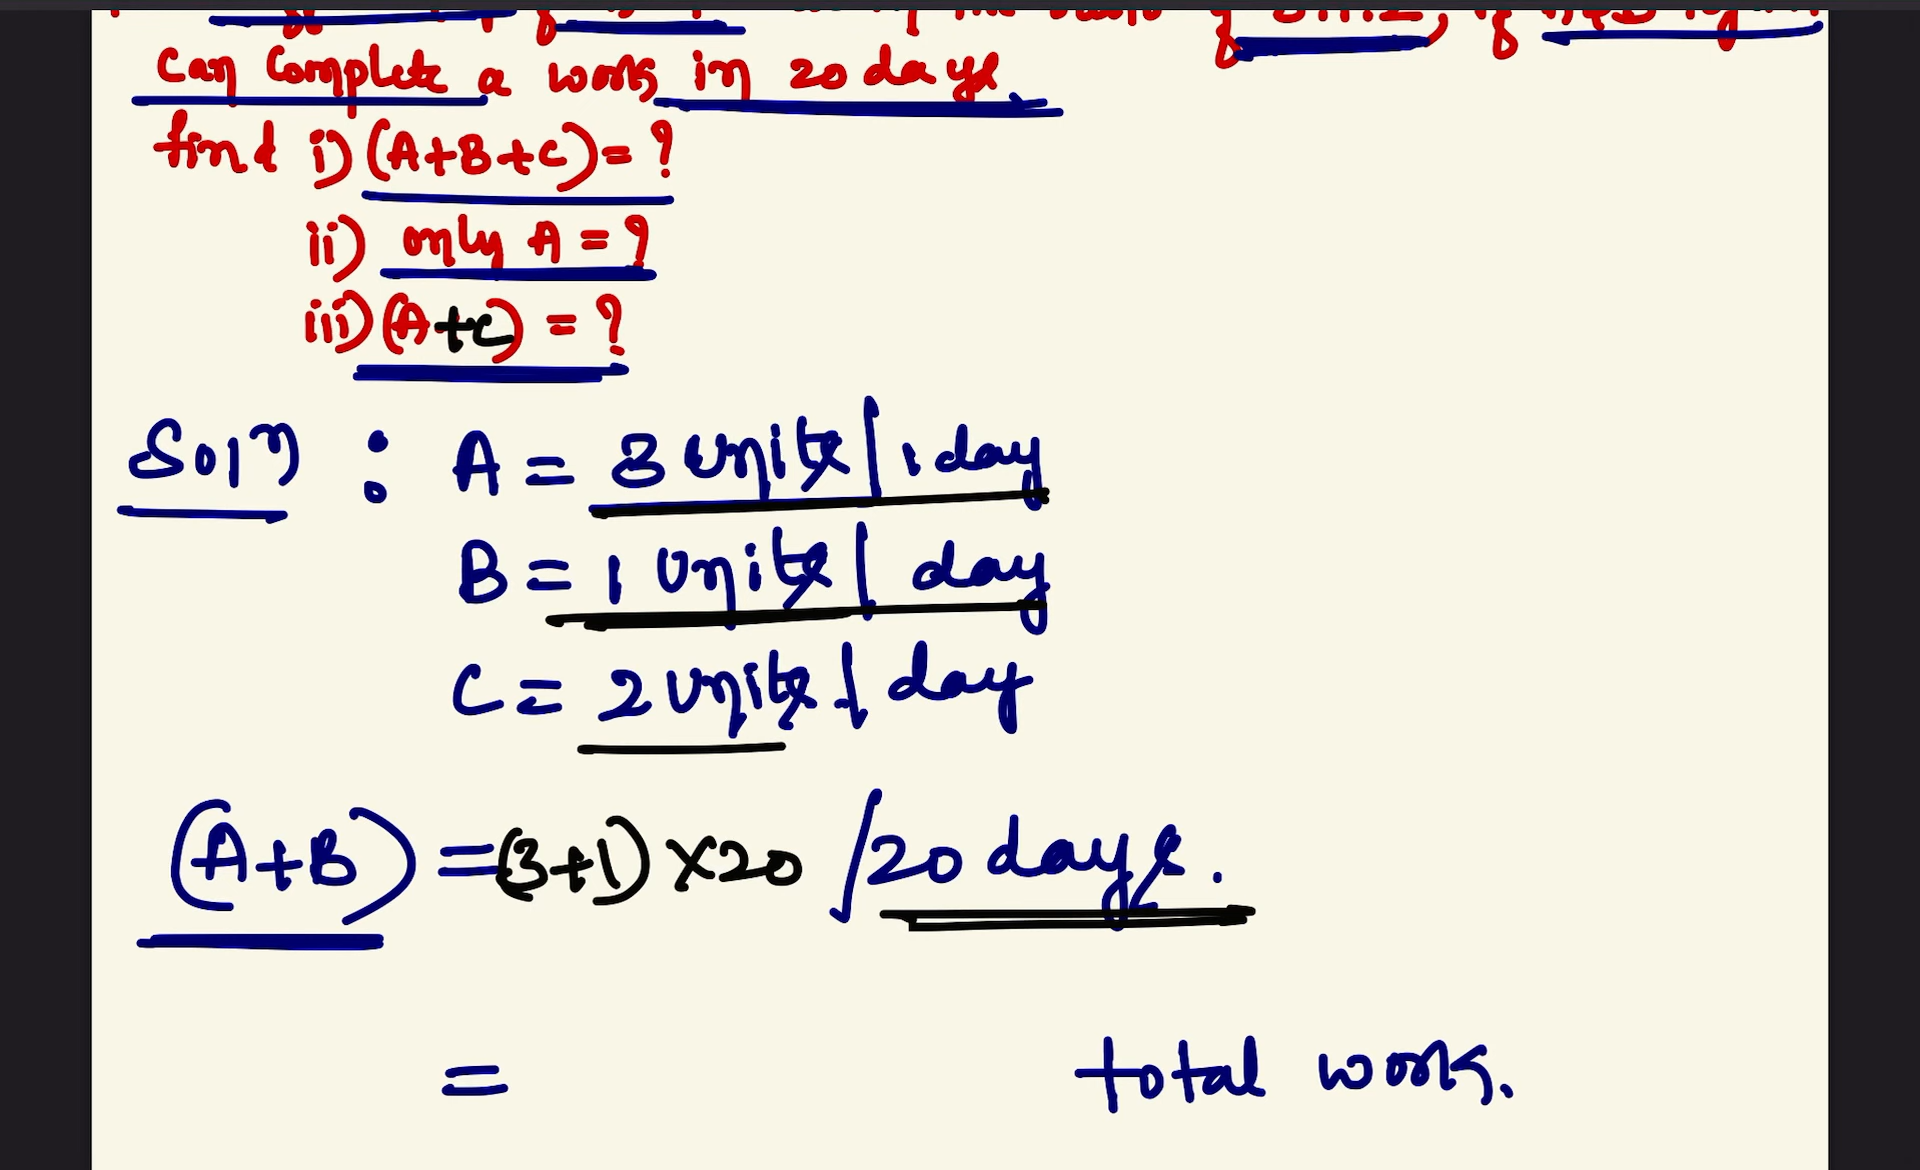 can complete a work in 20 days.
find i) (A+B+C) = ?
ii) only A = ?
iii) (A+C) = ?
Solⁿ : A = 3 units / 1 day
B = 1 units / day
C = 2 units / day
(A+B) = (3+1) × 20 / 20 days.
= total work.